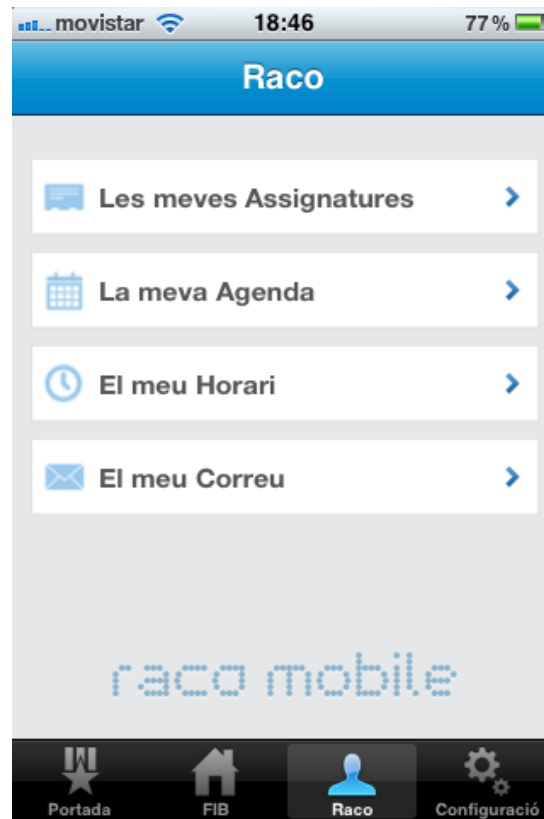 movistar 18:46 77 %
Raco
Les meves Assignatures
La meva Agenda
El meu Horari
El meu Correu
raco mobile
Portada FIB Raco Configuració